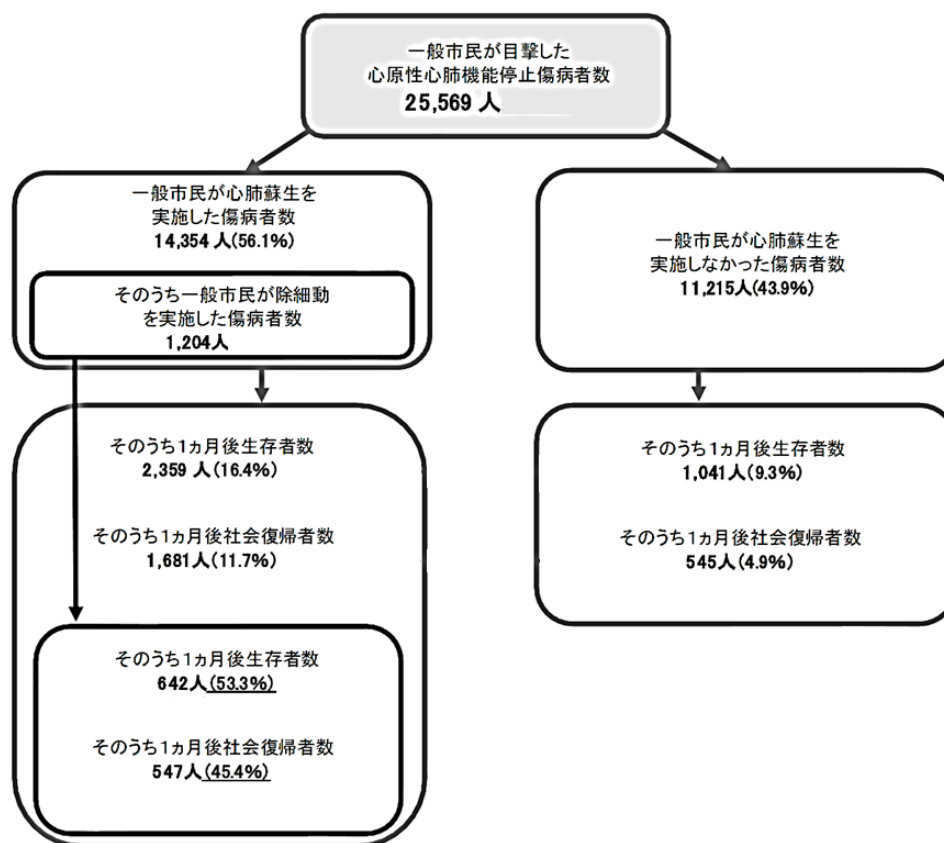 一般市民が目撃した
心原性心肺機能停止傷病者数
25,569 人
一般市民が心肺蘇生を
実施した傷病者数
14,354 人(56.1%)
そのうち一般市民が除細動
を実施した傷病者数
1,204人
一般市民が心肺蘇生を
実施しなかった傷病者数
11,215人(43.9%)
そのうち1ヵ月後生存者数
2,359 人(16.4%)
そのうち1ヵ月後社会復帰者数
1,681人(11.7%)
そのうち1ヵ月後生存者数
642人(53.3%)
そのうち1ヵ月後社会復帰者数
547人(45.4%)
そのうち1ヵ月後生存者数
1,041人(9.3%)
そのうち1ヵ月後社会復帰者数
545人(4.9%)